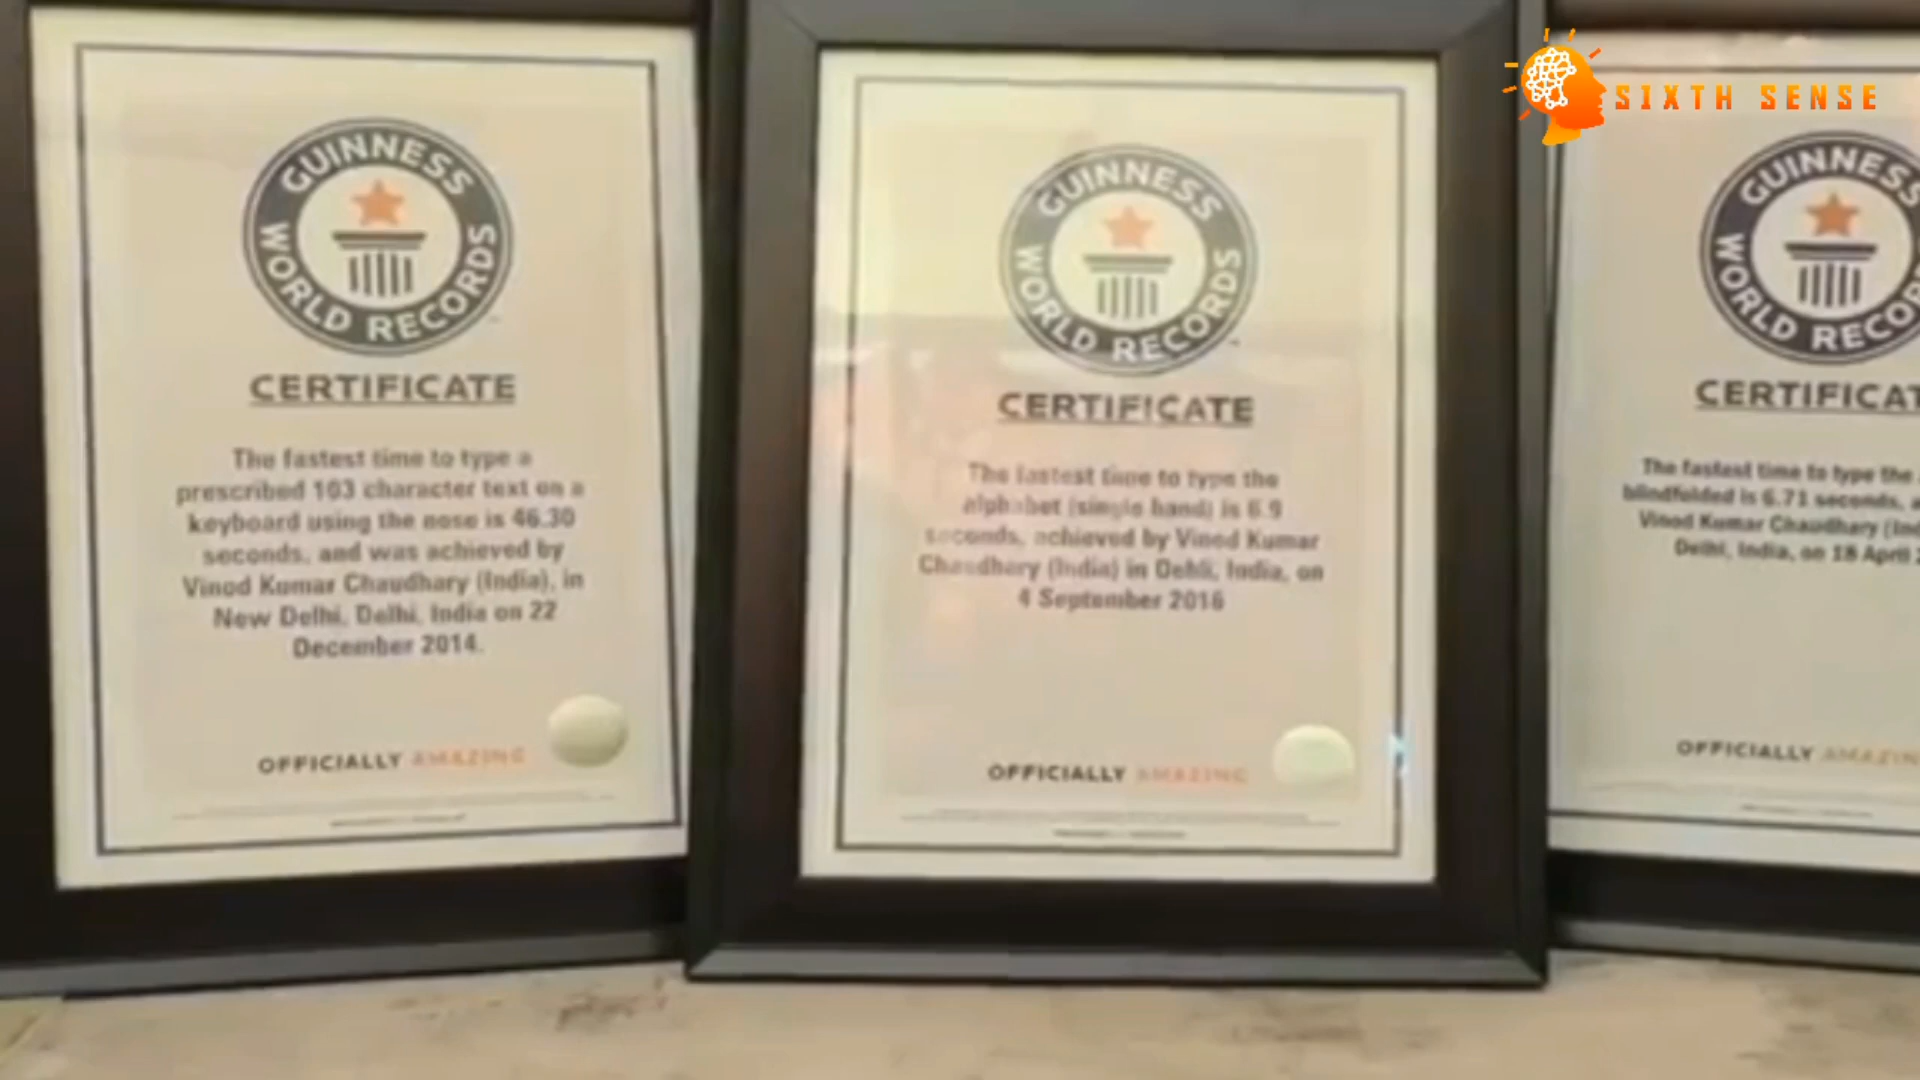 SIXTH SENSE
GUINNESS
WORLD RECORDS
CERTIFICATE
The fastest time to type a
prescribed 103 character text on a
keyboard using the nose is 46.30
seconds, and was achieved by
Vinod Kumar Chaudhary (India), in
New Delhi, Delhi, India on 22
December 2014.
OFFICIALLY AMAZING
GUINNESS
WORLD RECORDS
CERTIFICATE
The fastest time to type the
alphabet (single hand) is 6.9
seconds, achieved by Vinod Kumar
Chaudhary (India) in Dehli, India, on
4 September 2016
OFFICIALLY AMAZING
GUINNESS
WORLD RECO
CERTIFICAT
The fastest time to type the
blindfolded is 6.71 seconds, a
Vinod Kumar Chaudhary (Ind
Delhi, India, on 18 April
OFFICIALLY AMAZIN